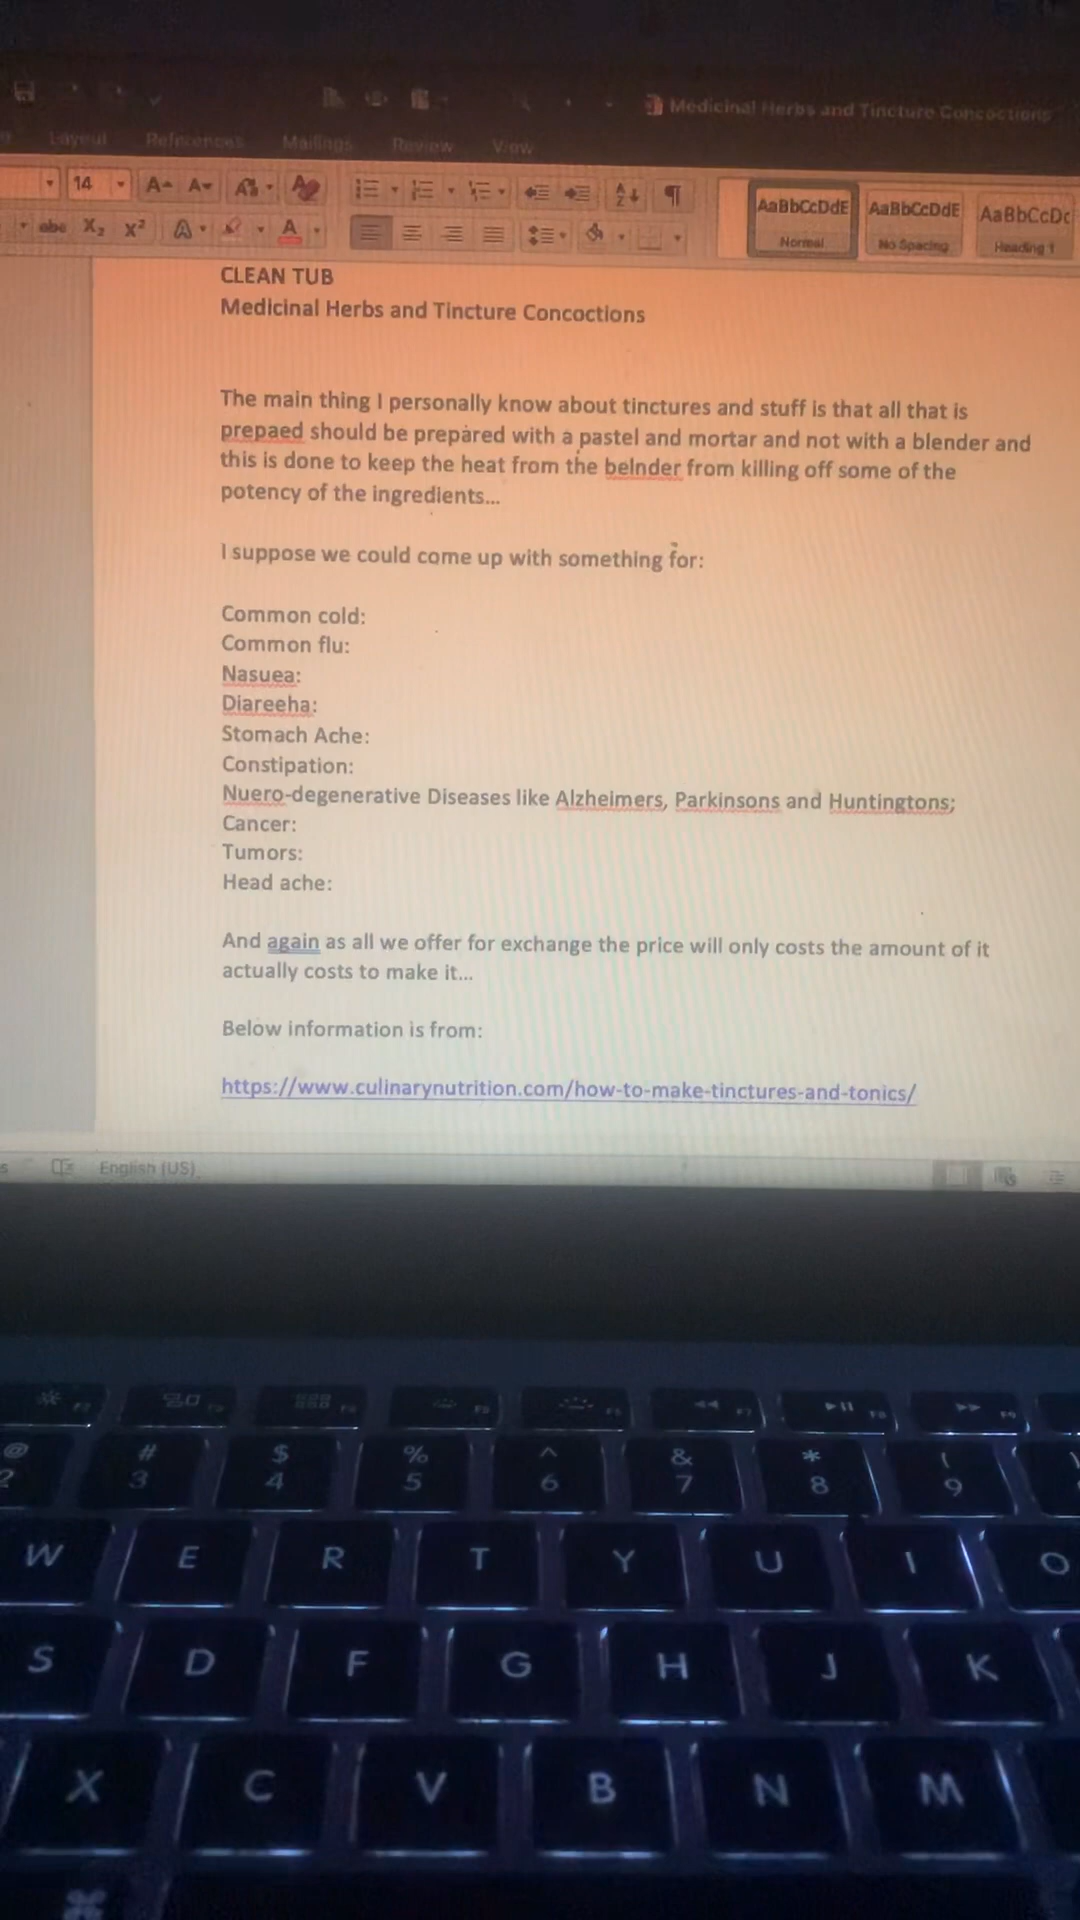 Medicinal Herbs and Tincture Concoctions
Layout References Mailings Review View
14 A A A A
abc X₂ X² A A
AaBbCcDdE AaBbCcDdE AaBbCcDc
Normal No Spacing Heading 1
CLEAN TUB
Medicinal Herbs and Tincture Concoctions
The main thing I personally know about tinctures and stuff is that all that is
prepaed should be prepared with a pastel and mortar and not with a blender and
this is done to keep the heat from the belnder from killing off some of the
potency of the ingredients...
I suppose we could come up with something for:
Common cold:
Common flu:
Nasuea:
Diareeha:
Stomach Ache:
Constipation:
Nuero-degenerative Diseases like Alzheimers, Parkinsons and Huntingtons;
Cancer:
Tumors:
Head ache:
And again as all we offer for exchange the price will only costs the amount of it
actually costs to make it...
Below information is from:
https://www.culinarynutrition.com/how-to-make-tinctures-and-tonics/
English (US)
@ # $ % ^ & * (
2 3 4 5 6 7 8 9
W E R T Y U I O
S D F G H J K
X C V B N M
⌘